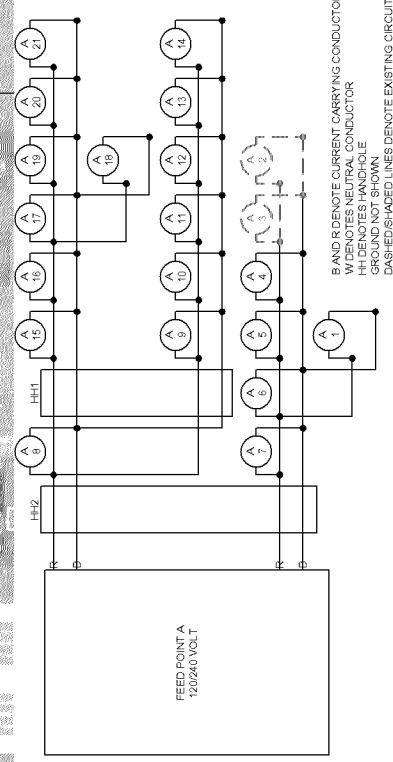 HH2
A
8
HH1
A
15
A
16
A
17
A
19
A
20
A
21
R
B
A
18
A
9
A
10
A
11
A
12
A
13
A
14
FEED POINT A
120/240 VOLT
A
7
A
6
A
5
A
4
A
3
A
2
R
B
A
1
B AND R DENOTE CURRENT CARRYING CONDUCTO
W DENOTES NEUTRAL CONDUCTOR
HH DENOTES HANDHOLE
GROUND NOT SHOWN
DASHED/SHADED LINES DENOTE EXISTING CIRCUIT